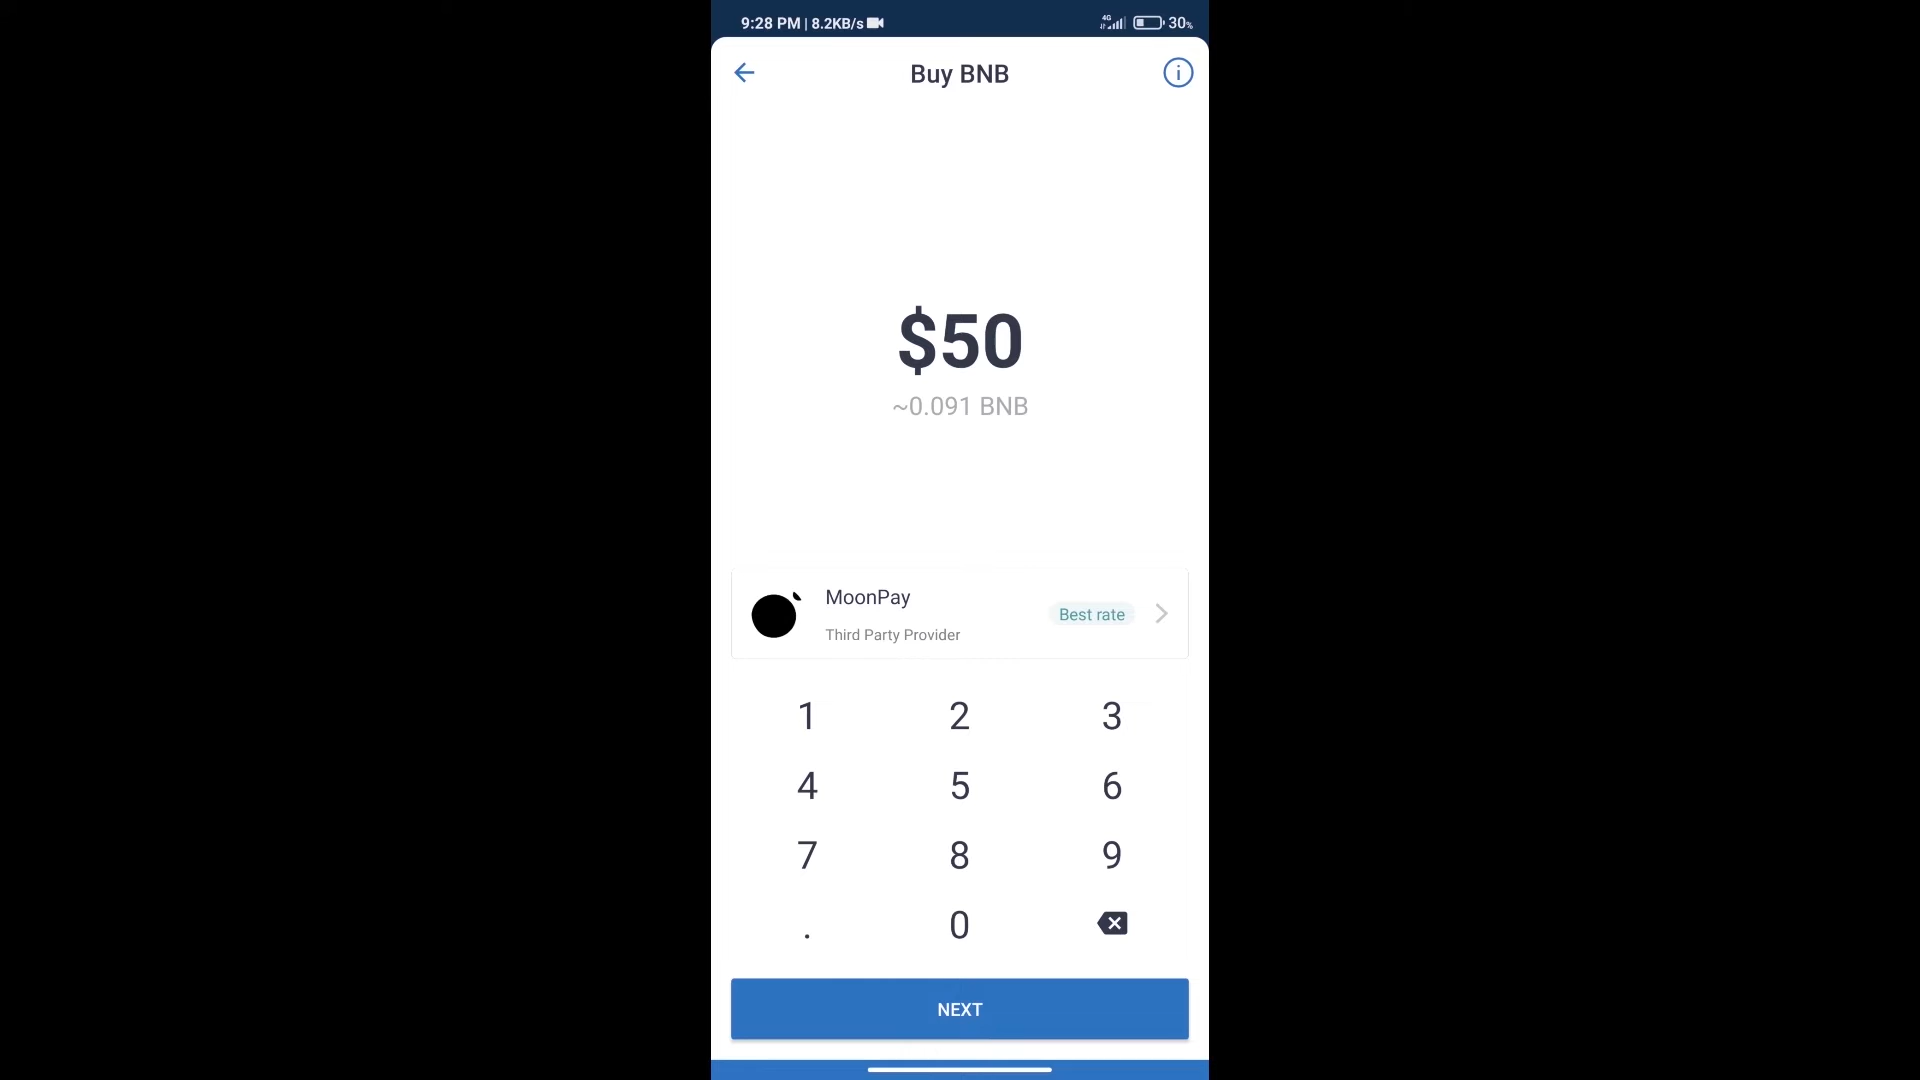 9:28 PM | 8.2KB/s 4G 30%
Buy BNB
$50
~0.091 BNB
MoonPay
Best rate
Third Party Provider
1 2 3
4 5 6
7 8 9
. 0
NEXT